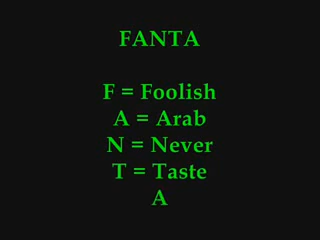 FANTA
F = Foolish
A = Arab
N = Never
T = Taste
A